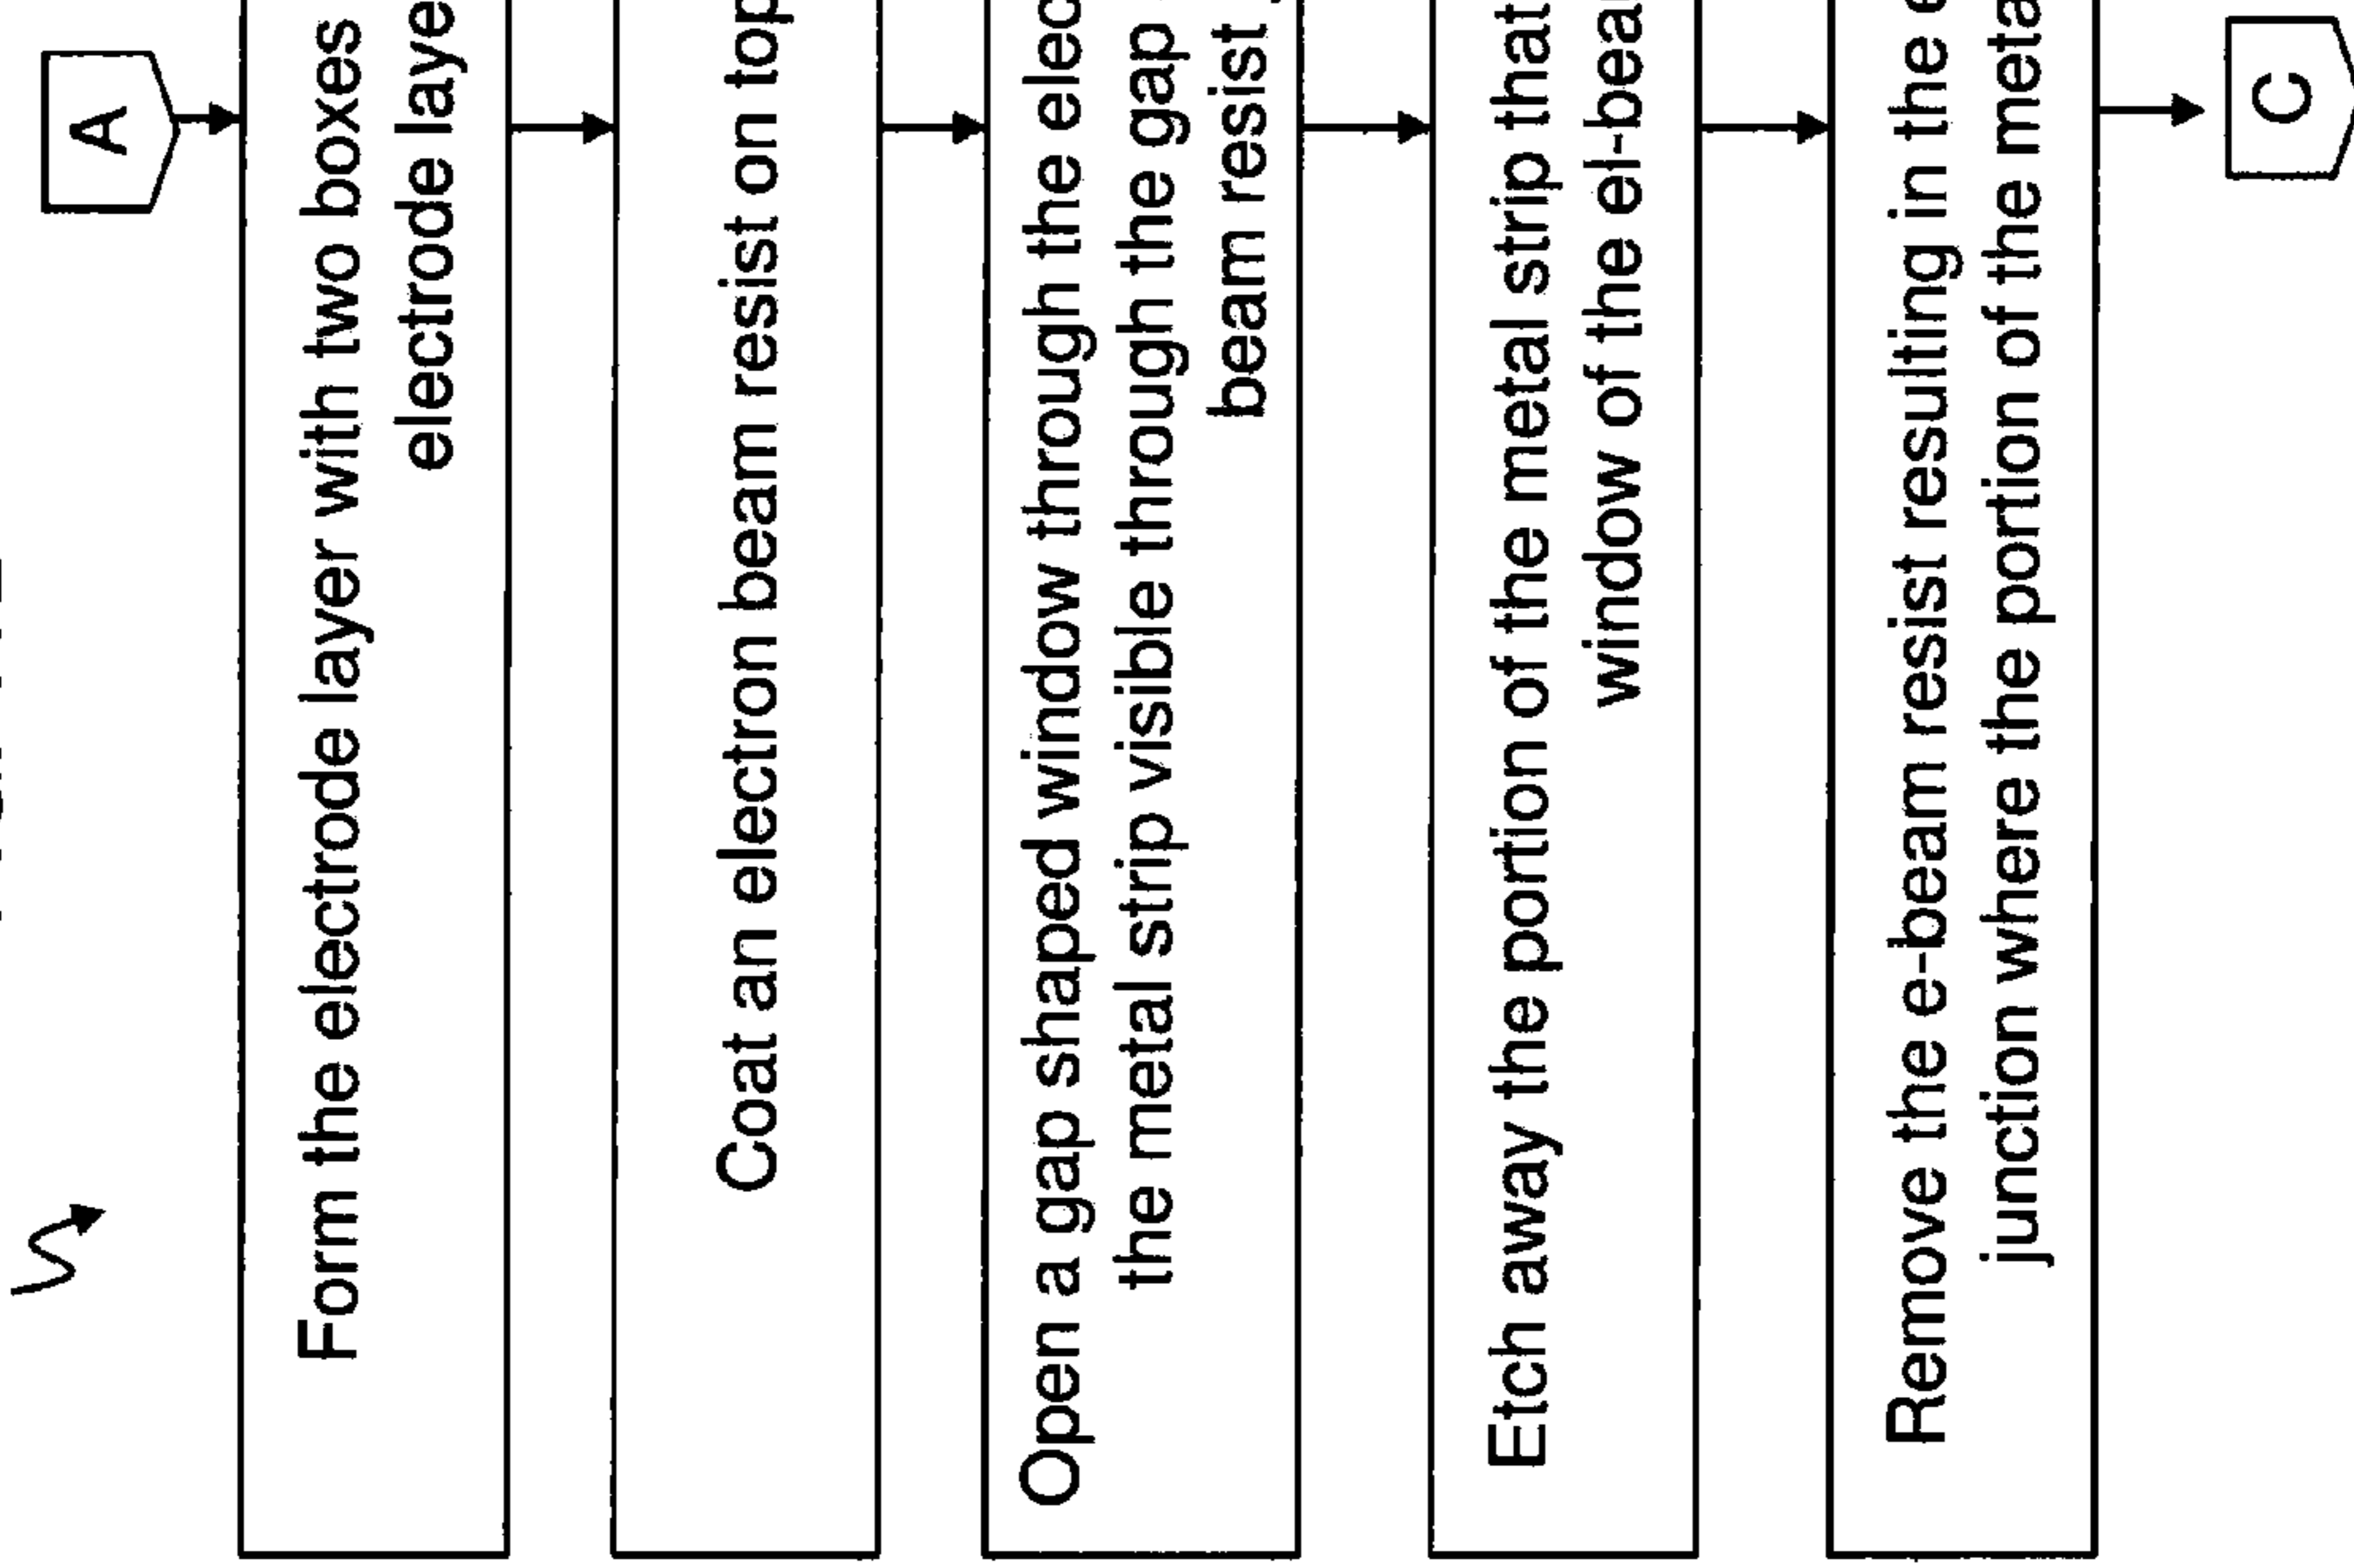 A
Form the electrode layer with two boxes
electrode laye
Coat an electron beam resist on top
Open a gap shaped window through the elec
the metal strip visible through the gap
beam resist
Etch away the portion of the metal strip that
window of the el-bea
Remove the e-beam resist resulting in the e
junction where the portion of the meta
C